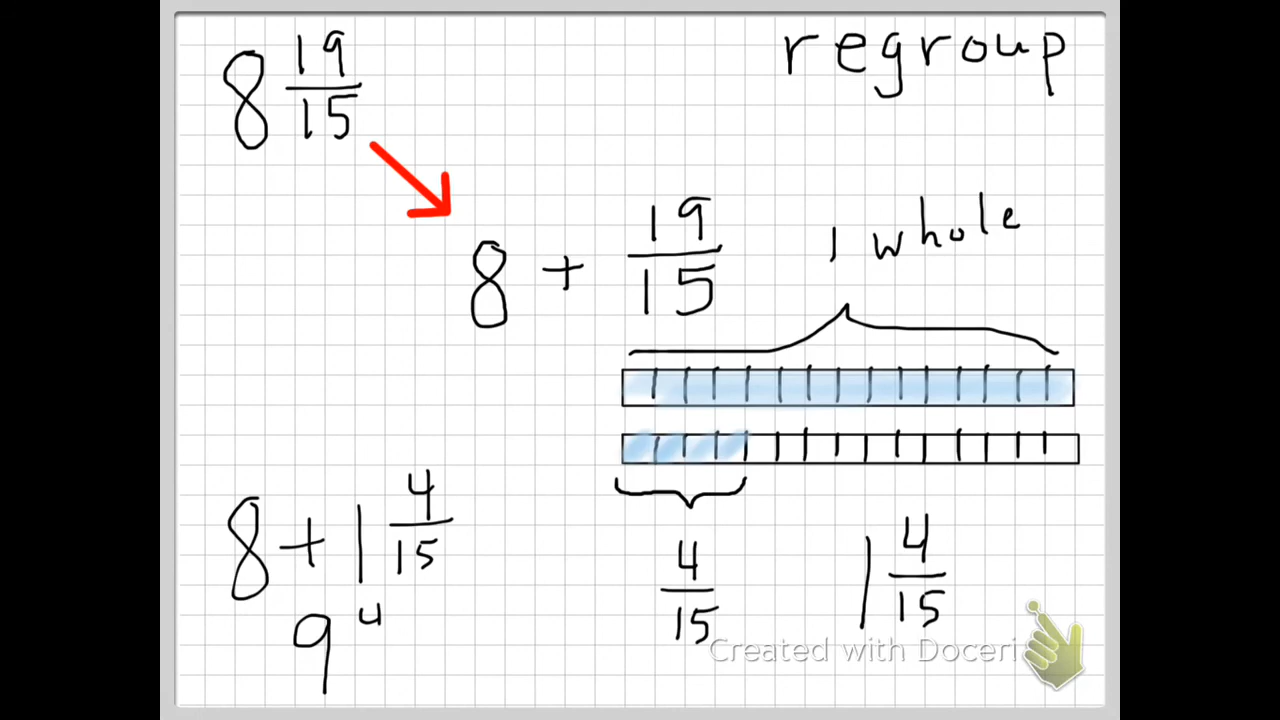 8 19/15
regroup
8 + 19/15
1 whole
8 + 1 4/15
9 4
4/15
1 4/15
Created with Doceri